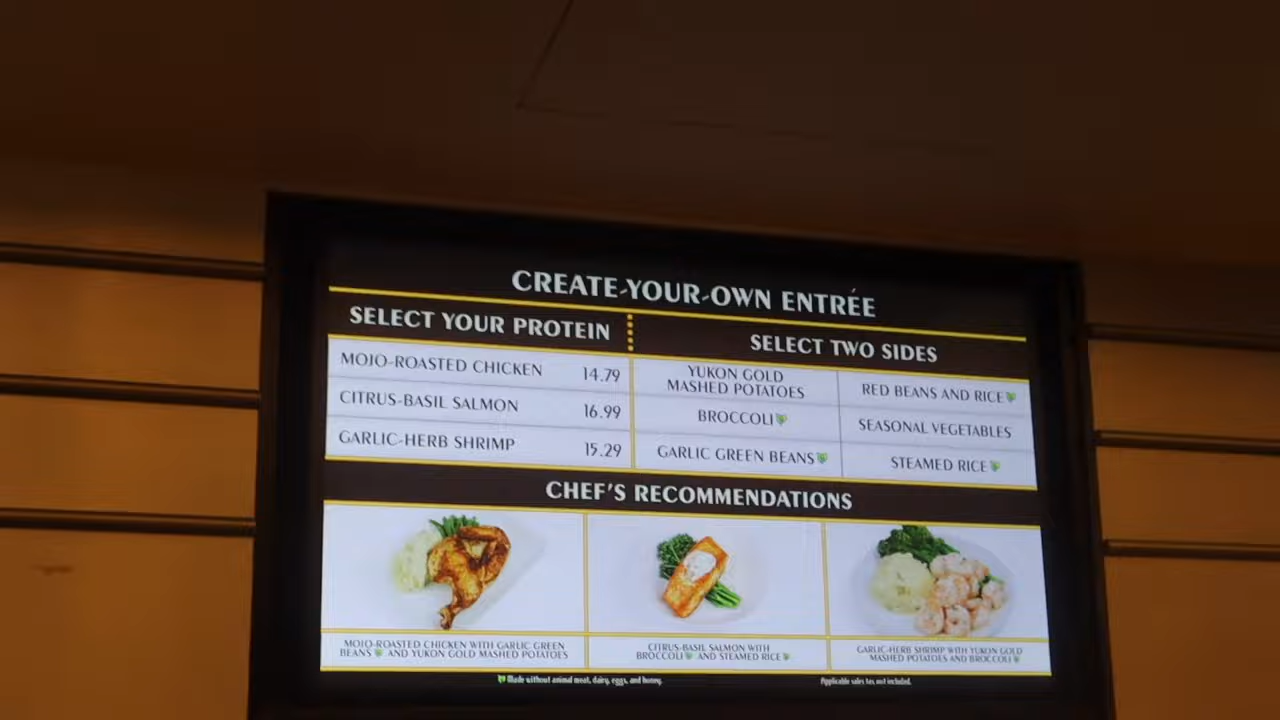 CREATE-YOUR-OWN ENTRÉE
SELECT YOUR PROTEIN
SELECT TWO SIDES
MOJO-ROASTED CHICKEN 14.79
CITRUS-BASIL SALMON 16.99
GARLIC-HERB SHRIMP 15.29
YUKON GOLD
MASHED POTATOES
BROCCOLI
GARLIC GREEN BEANS
RED BEANS AND RICE
SEASONAL VEGETABLES
STEAMED RICE
CHEF'S RECOMMENDATIONS
MOJO-ROASTED CHICKEN WITH GARLIC GREEN
BEANS AND YUKON GOLD MASHED POTATOES
CITRUS-BASIL SALMON WITH
BROCCOLI AND STEAMED RICE
GARLIC-HERB SHRIMP WITH YUKON GOLD
MASHED POTATOES AND BROCCOLI
Made without animal meat, dairy, eggs, and honey.
Applicable sales tax not included.